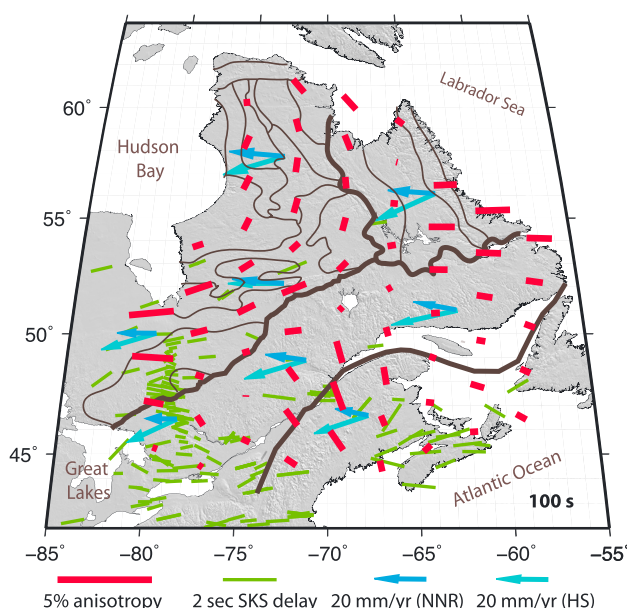 Labrador Sea
60°
Hudson
Bay
55°
50°
45°
Great
Lakes
Atlantic Ocean
100 s
−85 −80 −75 −70 −65 −60 −55°
5% anisotropy 2 sec SKS delay 20 mm/yr (NNR) 20 mm/yr (HS)